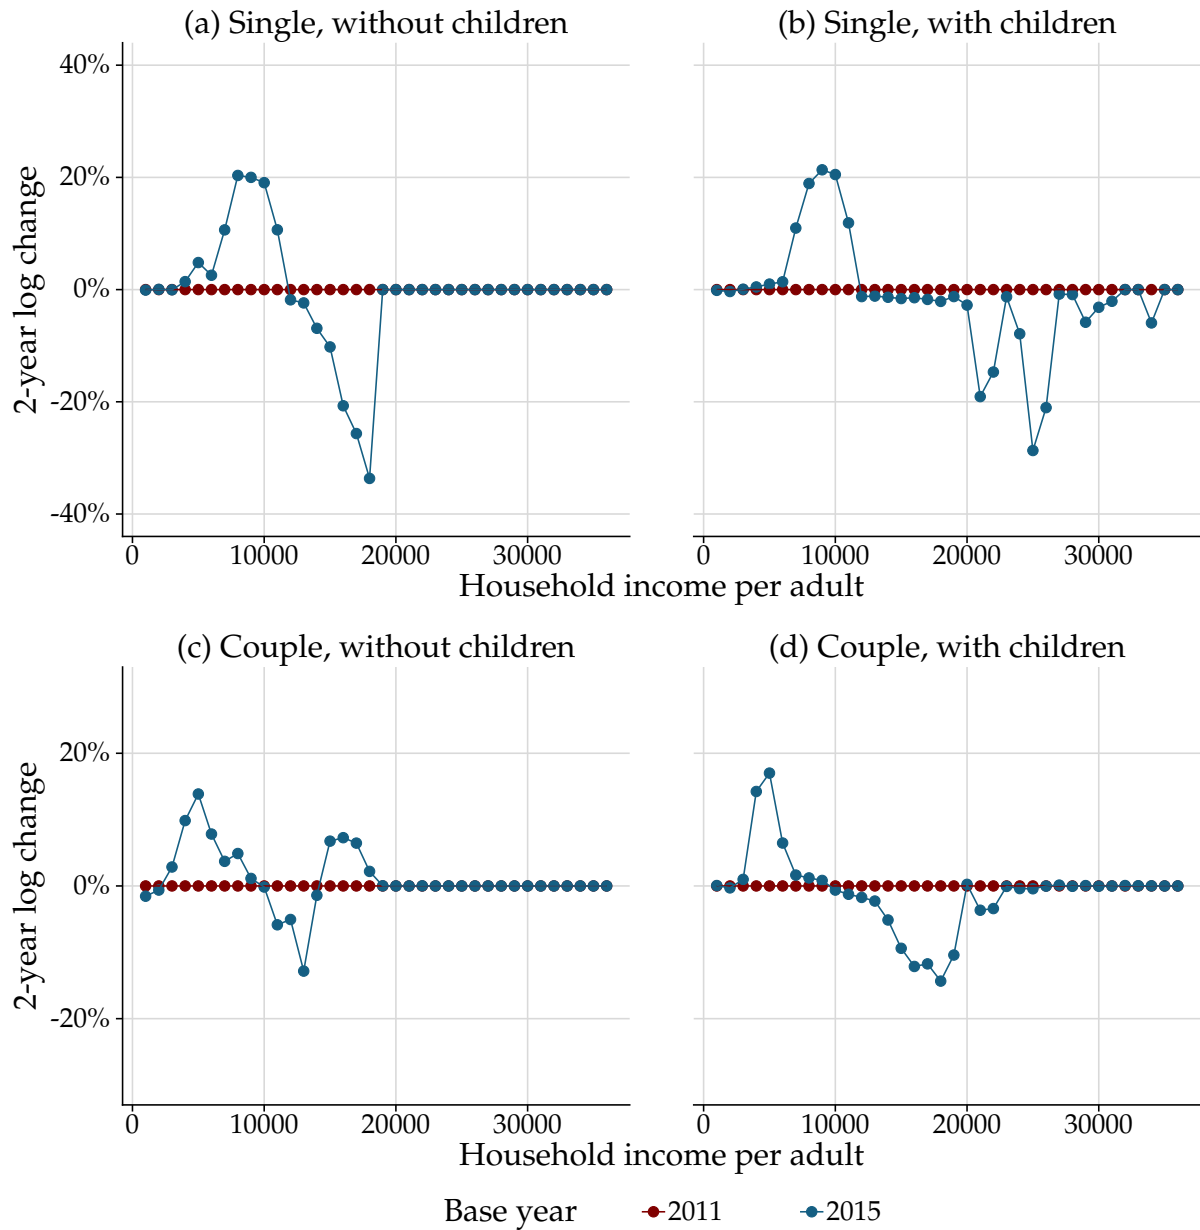 (a) Single, without children
(b) Single, with children
40%
20%
0%
-20%
-40%
2-year log change
0 10000 20000 30000
0 10000 20000 30000
Household income per adult
(c) Couple, without children
(d) Couple, with children
20%
0%
-20%
2-year log change
0 10000 20000 30000
0 10000 20000 30000
Household income per adult
Base year 2011 2015